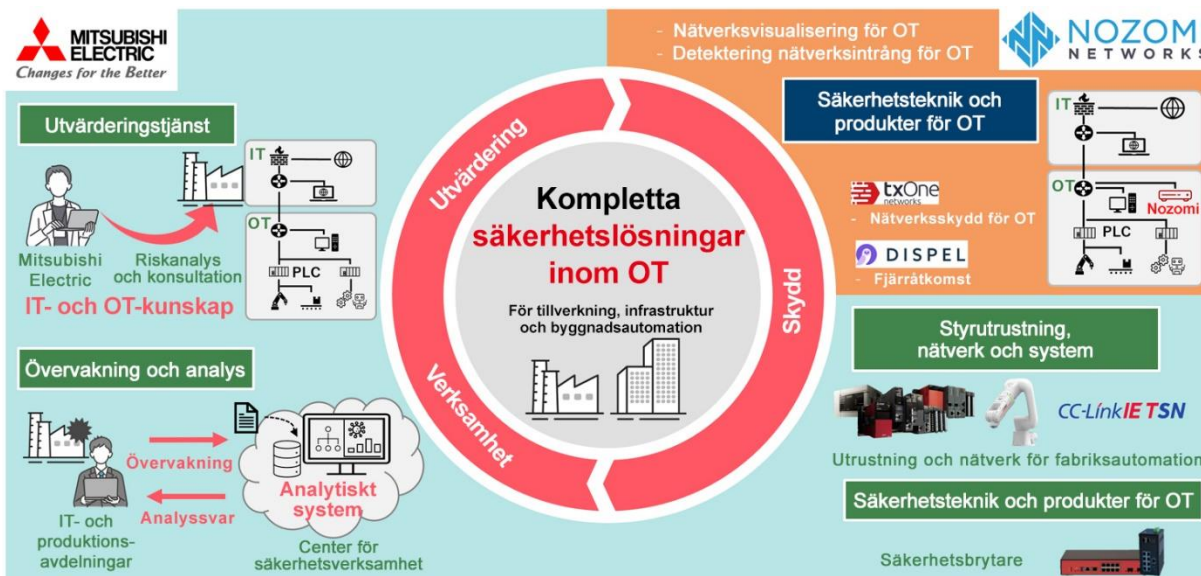 MITSUBISHI
ELECTRIC
Changes for the Better
- Nätverksvisualisering för OT
- Detektering nätverksintrång för OT
NOZOMI
NETWORKS
Utvärderingstjänst
IT
OT
PLC
Mitsubishi
Electric
Riskanalys
och konsultation
IT- och OT-kunskap
Övervakning och analys
Övervakning
Analyssvar
IT- och
produktions-
avdelningar
Analytiskt
system
Center för
säkerhetsverksamhet
Utvärdering
Skydd
Verksamhet
Kompletta
säkerhetslösningar
inom OT
För tillverkning, infrastruktur
och byggnadsautomation
Säkerhetsteknik och
produkter för OT
txOne
networks
- Nätverksskydd för OT
DISPEL
- Fjärråtkomst
IT
OT
Nozomi
PLC
Styrutrustning,
nätverk och system
CC-Link IE TSN
Utrustning och nätverk för fabriksautomation
Säkerhetsteknik och produkter för OT
Säkerhetsbrytare